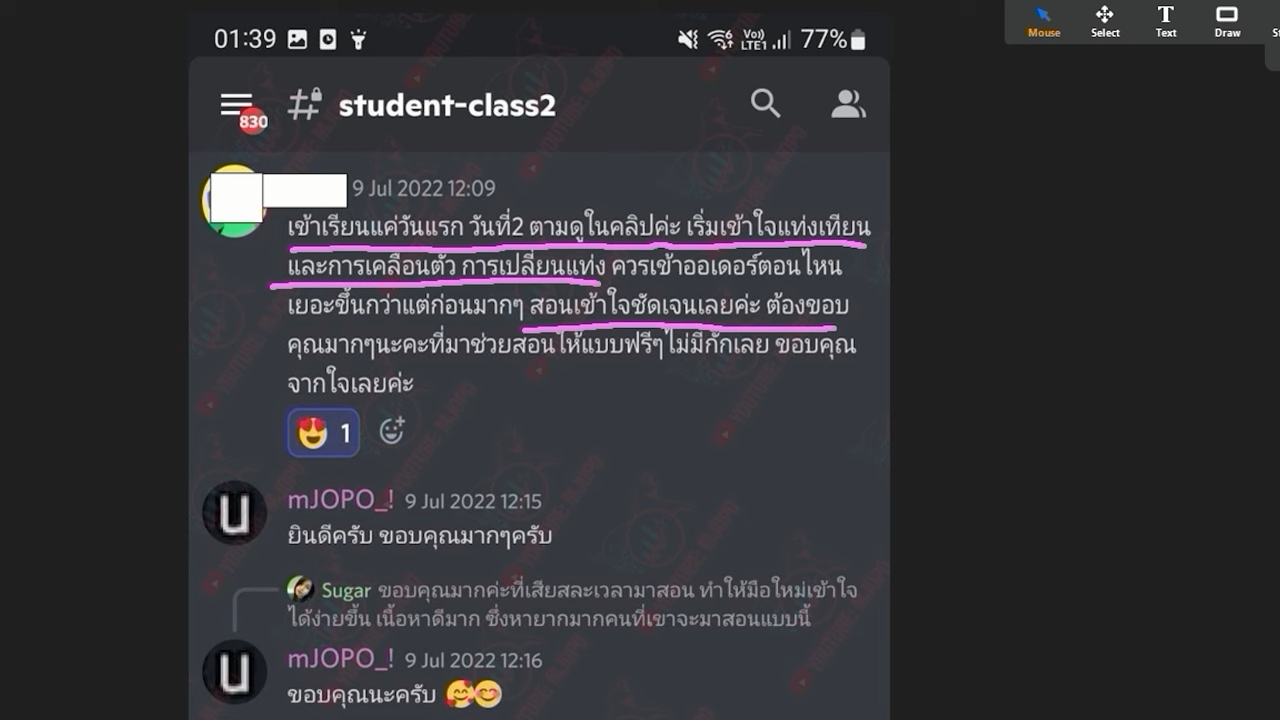 01:39 Vo)) LTE1 77%
Mouse Select Text Draw
830
student-class2
9 Jul 2022 12:09
เข้าเรียนแค่วันแรก วันที่2 ตามดูในคลิปค่ะ เริ่มเข้าใจแท่งเทียน
และการเคลื่อนตัว การเปลี่ยนแท่ง ควรเข้าออเดอร์ตอนไหน
เยอะขึ้นกว่าแต่ก่อนมากๆ สอนเข้าใจชัดเจนเลยค่ะ ต้องขอบ
คุณมากๆนะคะที่มาช่วยสอนให้แบบฟรีๆไม่มีกั๊กเลย ขอบคุณ
จากใจเลยค่ะ
1
U
mJOPO_! 9 Jul 2022 12:15
ยินดีครับ ขอบคุณมากๆครับ
Sugar ขอบคุณมากค่ะที่เสียสละเวลามาสอน ทำให้มือใหม่เข้าใจ
ได้ง่ายขึ้น เนื้อหาดีมาก ซึ่งหายากมากคนที่เขาจะมาสอนแบบนี้
U
mJOPO_! 9 Jul 2022 12:16
ขอบคุณนะครับ